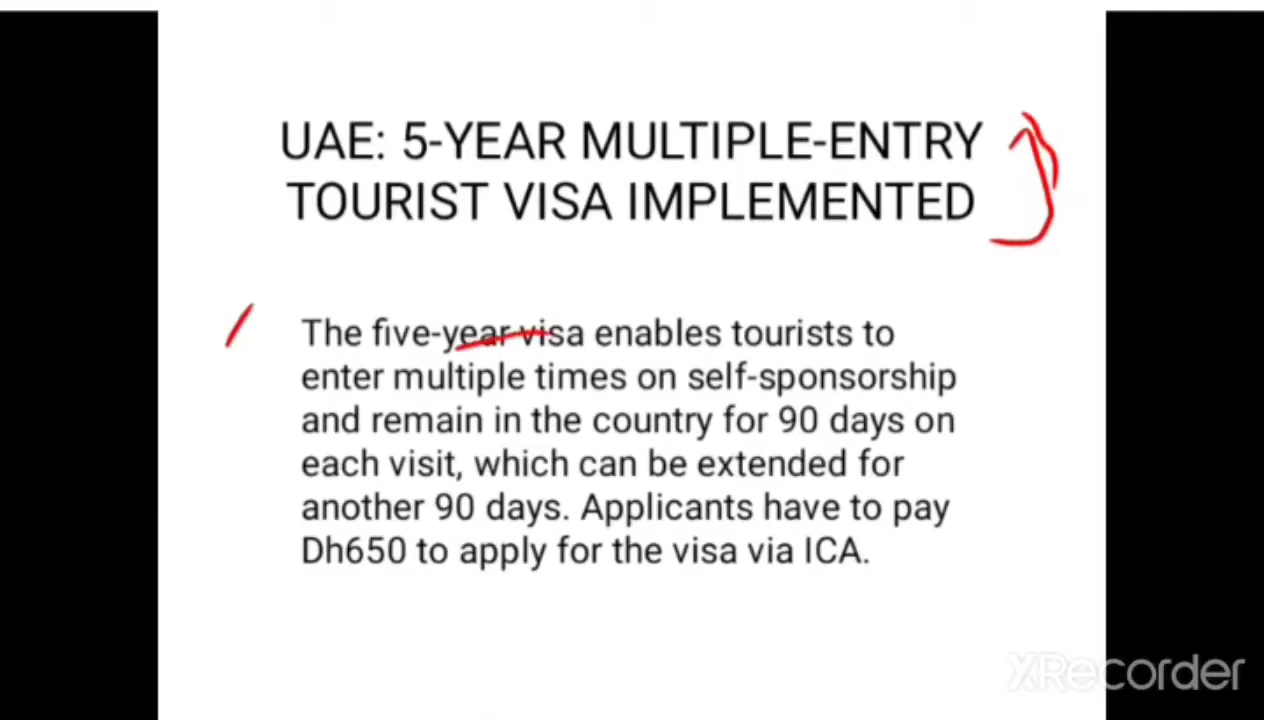 UAE: 5-YEAR MULTIPLE-ENTRY
TOURIST VISA IMPLEMENTED
The five-year visa enables tourists to
enter multiple times on self-sponsorship
and remain in the country for 90 days on
each visit, which can be extended for
another 90 days. Applicants have to pay
Dh650 to apply for the visa via ICA.
XRecorder